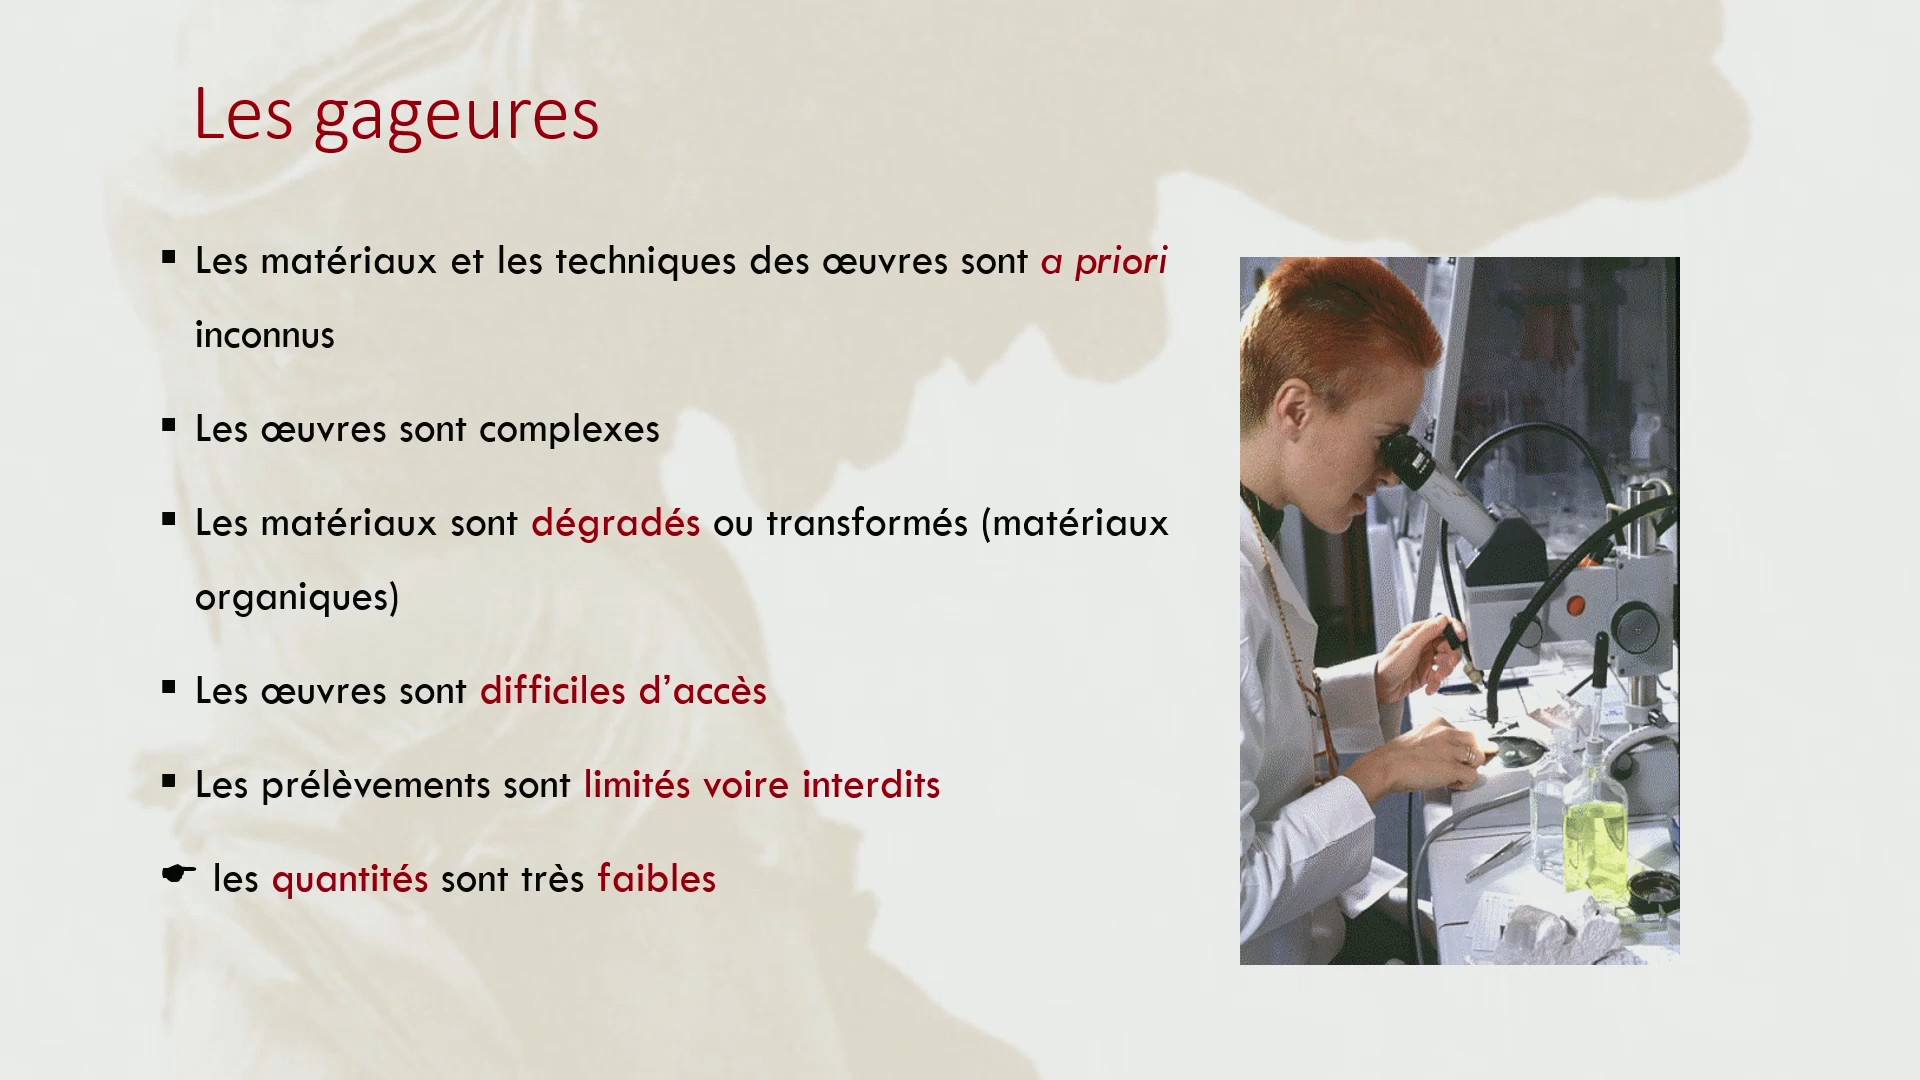 Les gageures
▪ Les matériaux et les techniques des œuvres sont a priori
inconnus
▪ Les œuvres sont complexes
▪ Les matériaux sont dégradés ou transformés (matériaux
organiques)
▪ Les œuvres sont difficiles d’accès
▪ Les prélèvements sont limités voire interdits
☛ les quantités sont très faibles